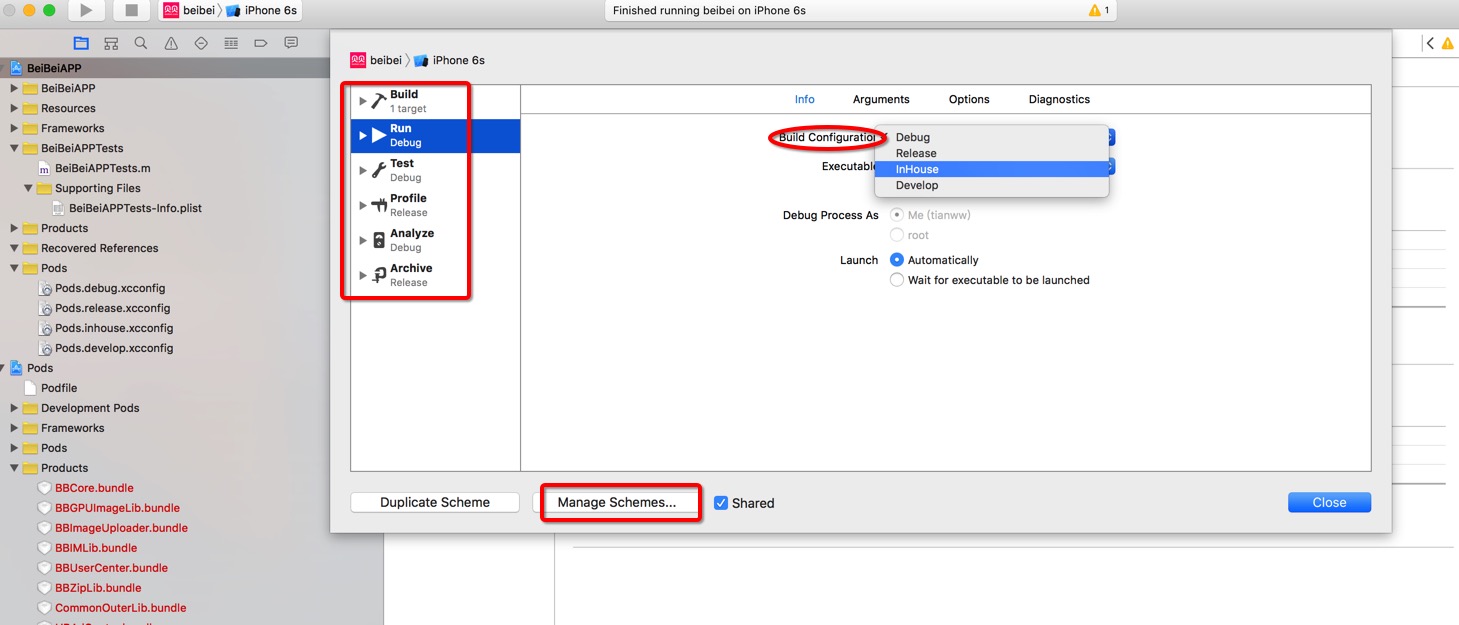 beibei
iPhone 6s
Finished running beibei on iPhone 6s
1
BeiBeiAPP
BeiBeiAPP
Resources
Frameworks
BeiBeiAPPTests
m BeiBeiAPPTests.m
Supporting Files
BeiBeiAPPTests-Info.plist
Products
Recovered References
Pods
Pods.debug.xcconfig
Pods.release.xcconfig
Pods.inhouse.xcconfig
Pods.develop.xcconfig
Pods
Podfile
Development Pods
Frameworks
Pods
Products
BBCore.bundle
BBGPUImageLib.bundle
BBImageUploader.bundle
BBIMLib.bundle
BBUserCenter.bundle
BBZipLib.bundle
CommonOuterLib.bundle
beibei
iPhone 6s
Build
1 target
Run
Debug
Test
Debug
Profile
Release
Analyze
Debug
Archive
Release
Info Arguments Options Diagnostics
Build Configuration
Debug
Release
InHouse
Develop
Executable
Debug Process As
Me (tianww)
root
Launch
Automatically
Wait for executable to be launched
Duplicate Scheme
Manage Schemes...
Shared
Close